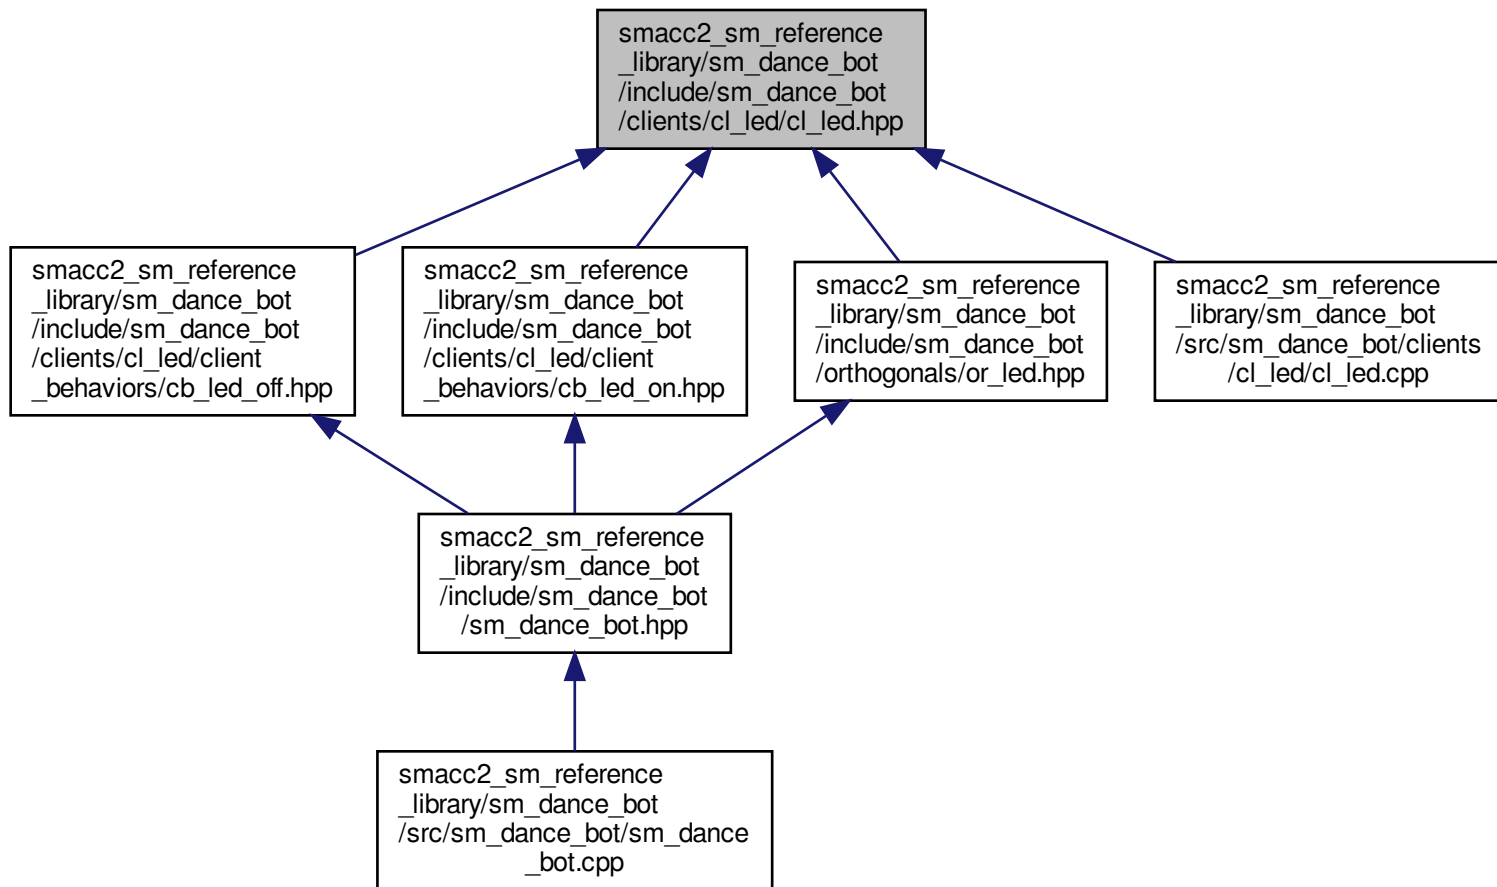 smacc2_sm_reference
_library/sm_dance_bot
/include/sm_dance_bot
/clients/cl_led/cl_led.hpp
smacc2_sm_reference
_library/sm_dance_bot
/include/sm_dance_bot
/clients/cl_led/client
_behaviors/cb_led_off.hpp
smacc2_sm_reference
_library/sm_dance_bot
/include/sm_dance_bot
/clients/cl_led/client
_behaviors/cb_led_on.hpp
smacc2_sm_reference
_library/sm_dance_bot
/include/sm_dance_bot
/orthogonals/or_led.hpp
smacc2_sm_reference
_library/sm_dance_bot
/src/sm_dance_bot/clients
/cl_led/cl_led.cpp
smacc2_sm_reference
_library/sm_dance_bot
/include/sm_dance_bot
/sm_dance_bot.hpp
smacc2_sm_reference
_library/sm_dance_bot
/src/sm_dance_bot/sm_dance
_bot.cpp